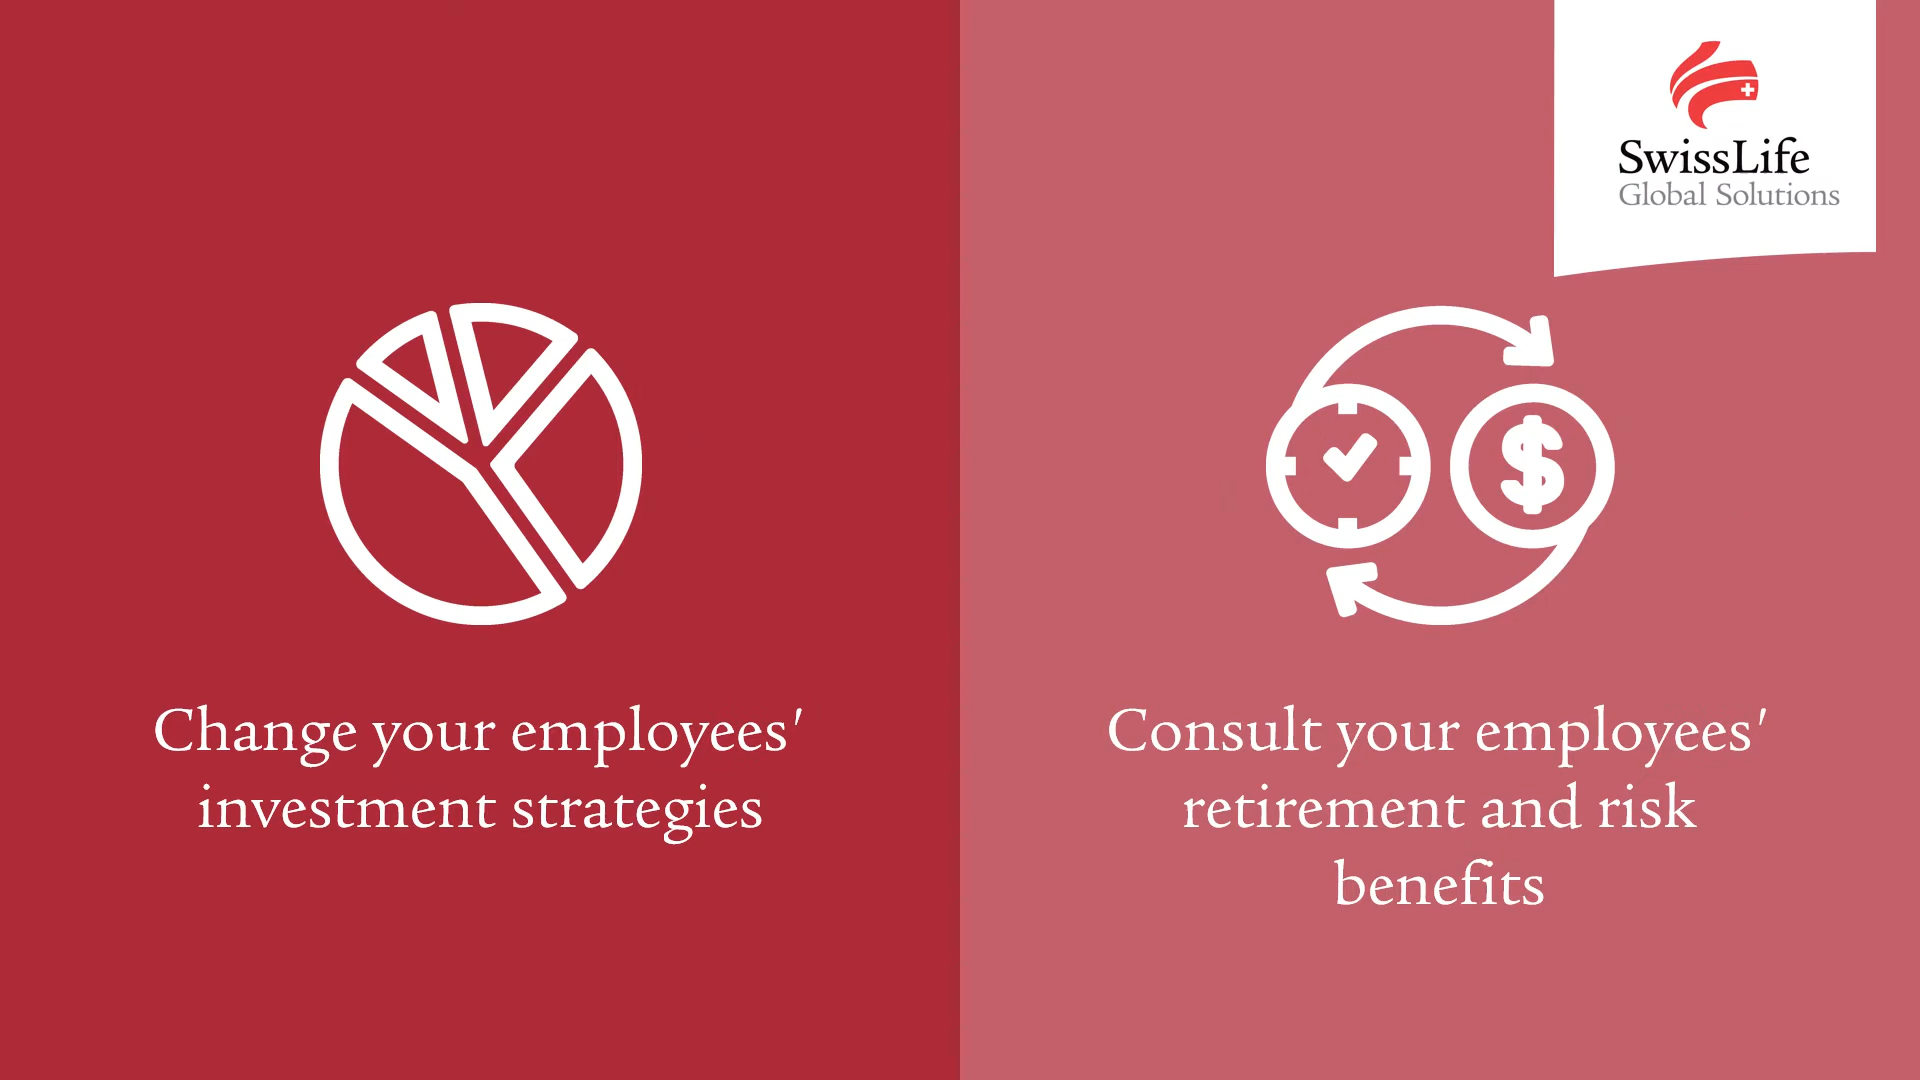 SwissLife
Global Solutions
Change your employees'
investment strategies
Consult your employees'
retirement and risk
benefits